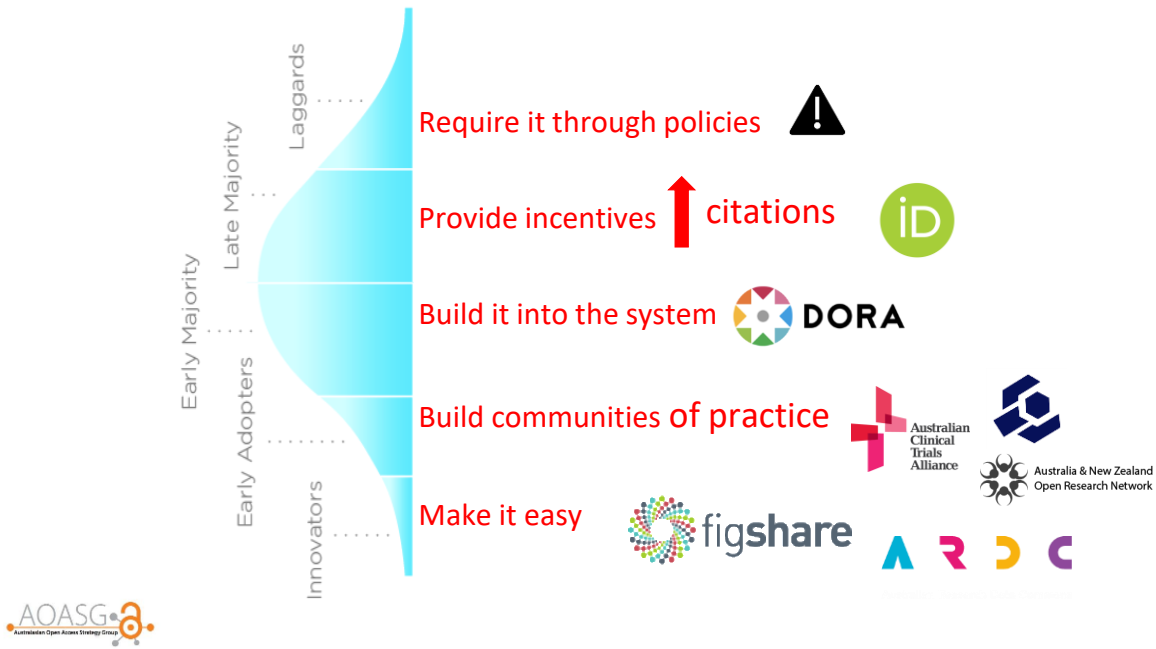 Laggards
Require it through policies
Late Majority
Provide incentives
citations
iD
Early Majority
Build it into the system
DORA
Early Adopters
Build communities of practice
Australian
Clinical
Trials
Alliance
Australia & New Zealand
Open Research Network
Innovators
Make it easy
figshare
ARDC
AOASG
Australasian Open Access Strategy Group